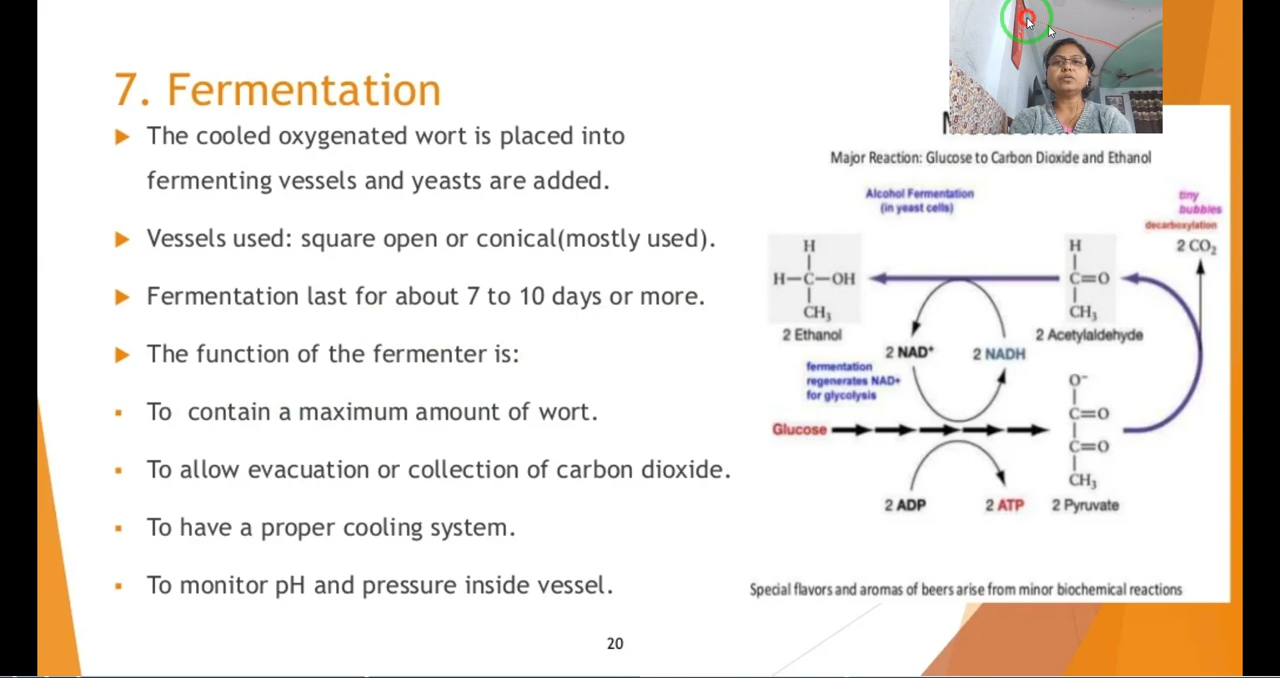 7. Fermentation
The cooled oxygenated wort is placed into
fermenting vessels and yeasts are added.
Vessels used: square open or conical(mostly used).
Fermentation last for about 7 to 10 days or more.
The function of the fermenter is:
To contain a maximum amount of wort.
To allow evacuation or collection of carbon dioxide.
To have a proper cooling system.
To monitor pH and pressure inside vessel.
Major Reaction: Glucose to Carbon Dioxide and Ethanol
Alcohol Fermentation
(in yeast cells)
tiny
bubbles
decarboxylation
2 CO₂
H
H–C–OH
CH₃
2 Ethanol
H
C=O
CH₃
2 Acetylaldehyde
2 NAD⁺
2 NADH
fermentation
regenerates NAD+
for glycolysis
Glucose
O⁻
C=O
C=O
CH₃
2 Pyruvate
2 ADP
2 ATP
Special flavors and aromas of beers arise from minor biochemical reactions
20